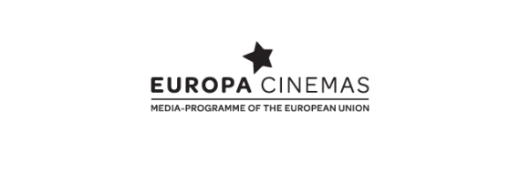 EUROPA CINEMAS
MEDIA-PROGRAMME OF THE EUROPEAN UNION